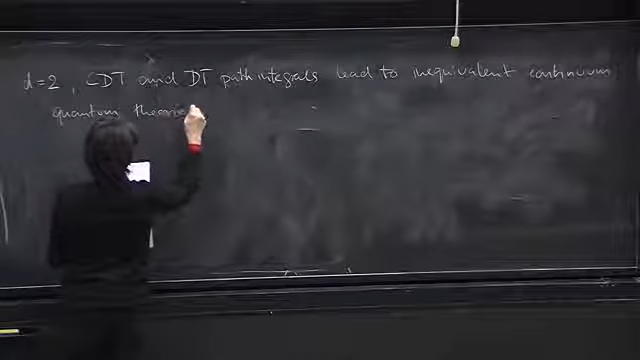 d=2, CDT and DT path integrals lead to inequivalent continuum
quantum theories